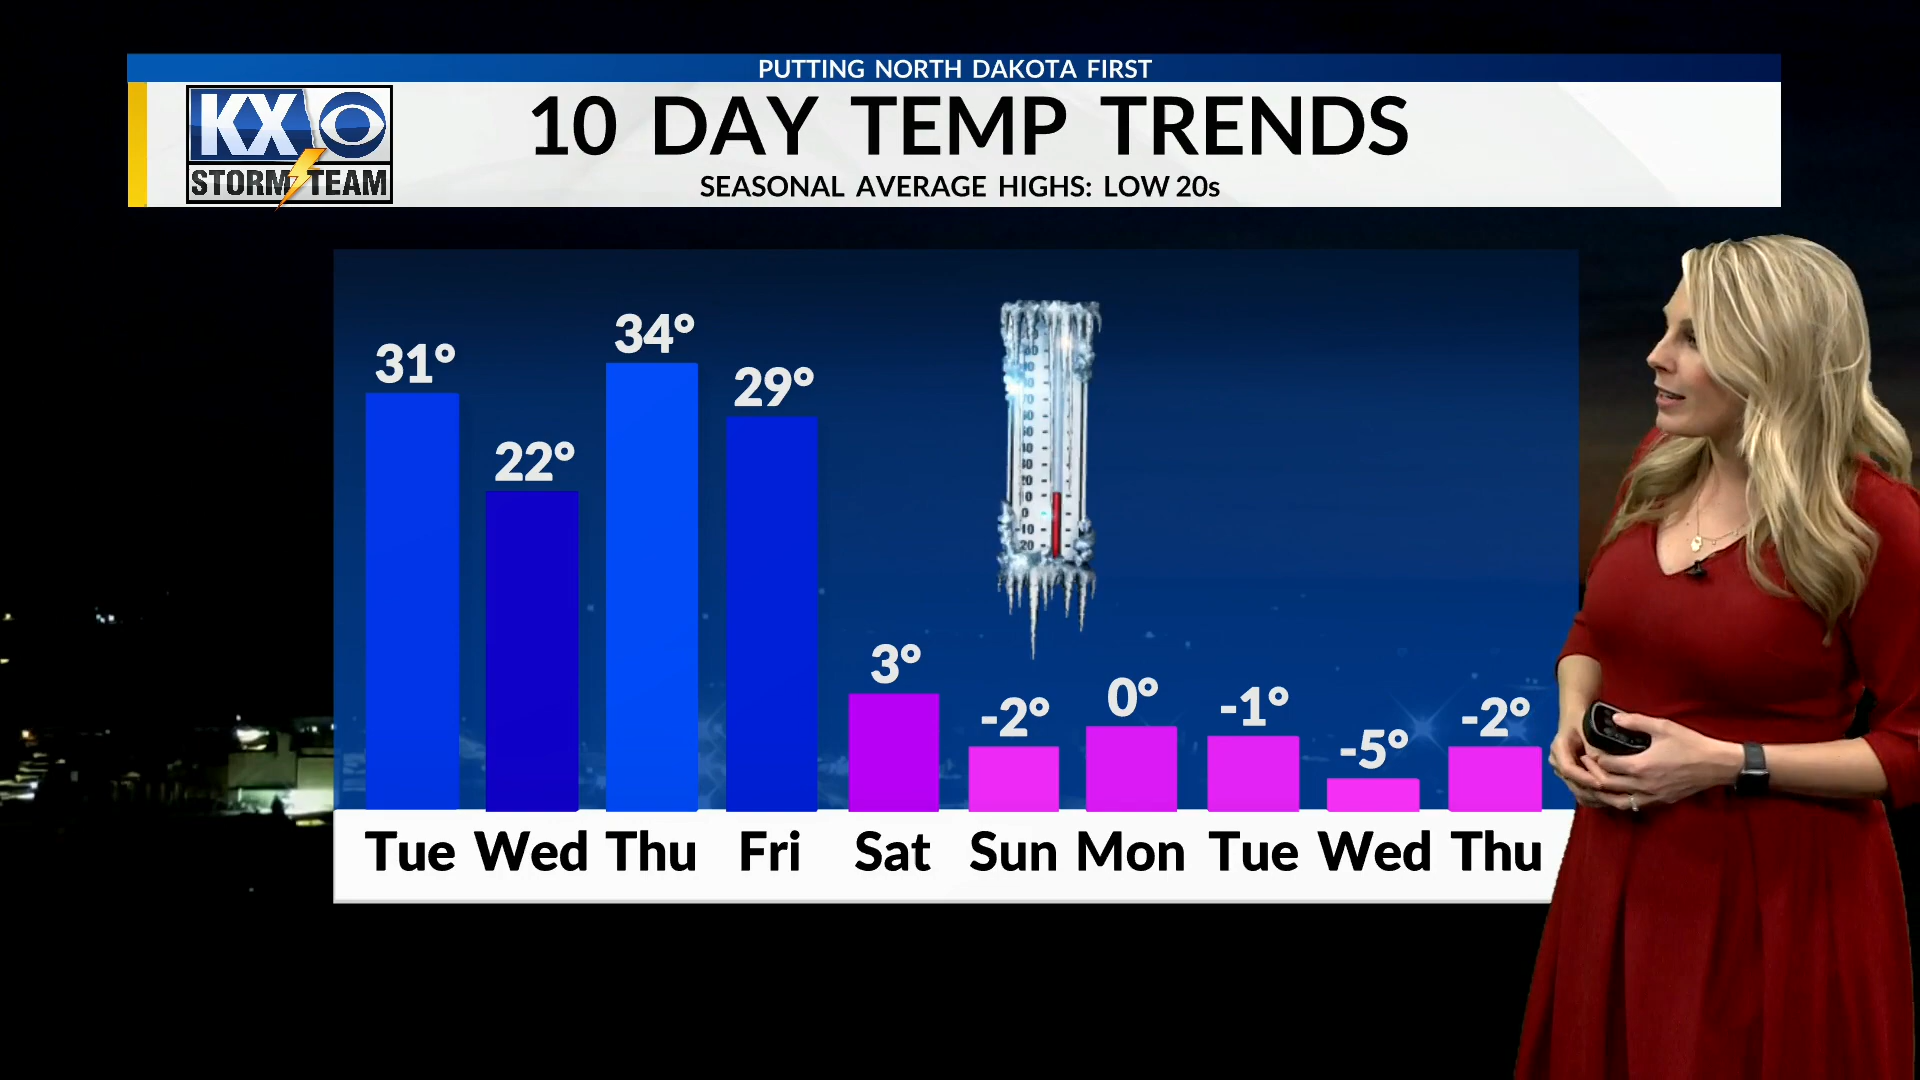 PUTTING NORTH DAKOTA FIRST
KX
STORM TEAM
10 DAY TEMP TRENDS
SEASONAL AVERAGE HIGHS: LOW 20s
31° 22° 34° 29° 3° -2° 0° -1° -5° -2°
Tue Wed Thu Fri Sat Sun Mon Tue Wed Thu